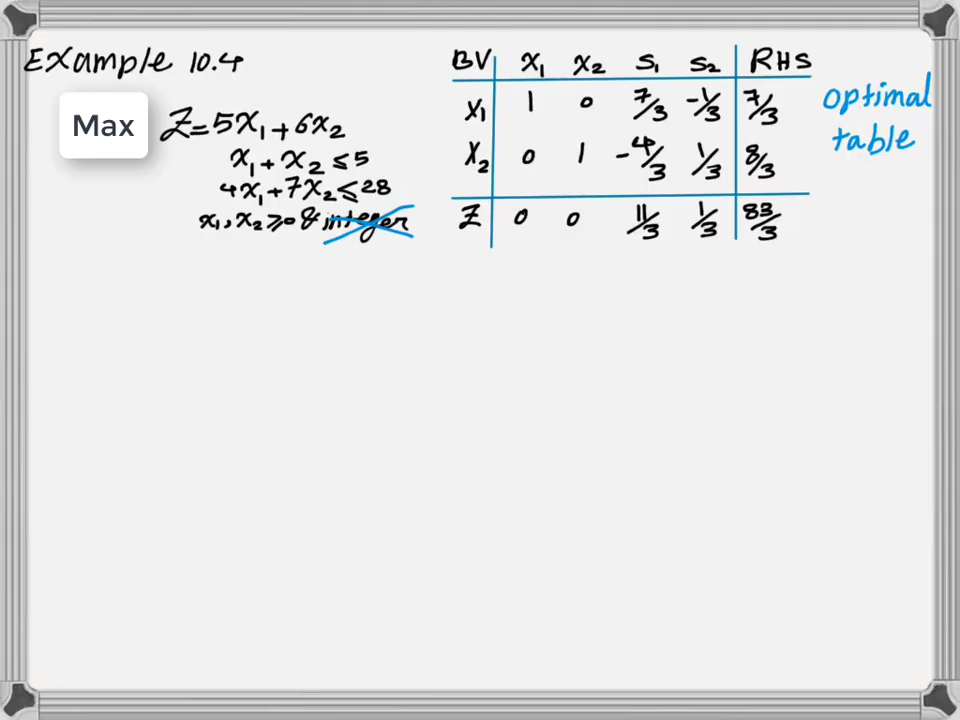 Example 10.4
Max Z=5x₁+6x₂
x₁+x₂≤5
4x₁+7x₂≤28
x₁,x₂≥0 & integer
BV x₁ x₂ s₁ s₂ RHS
x₁ 1 0 7/3 -1/3 7/3
x₂ 0 1 -4/3 1/3 8/3
Z 0 0 11/3 1/3 83/3
optimal
table